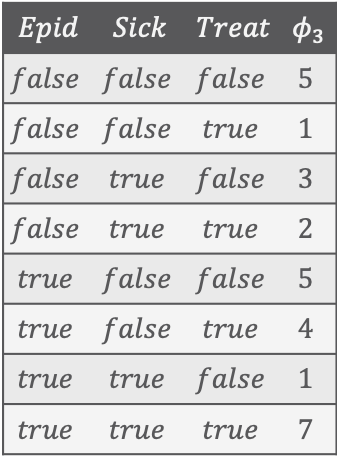 Epid Sick Treat ϕ₃
false false false 5
false false true 1
false true false 3
false true true 2
true false false 5
true false true 4
true true false 1
true true true 7